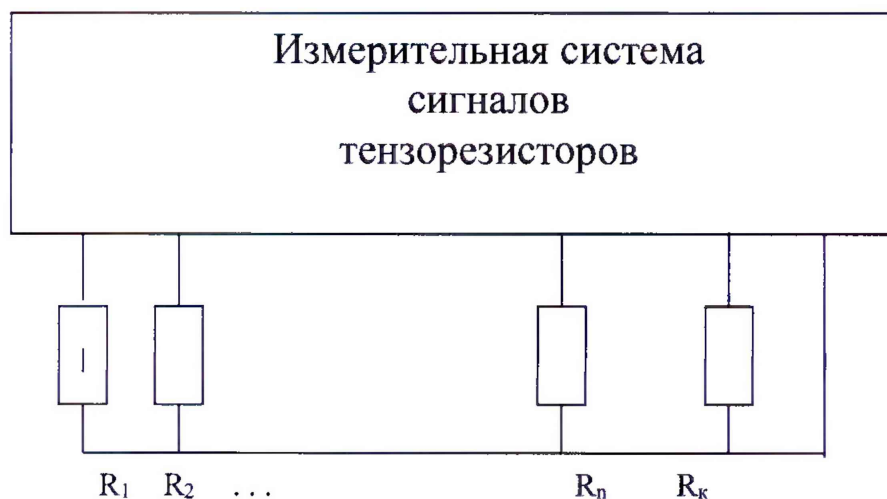 Измерительная система
сигналов
тензорезисторов
R₁ R₂ ... Rₙ Rк